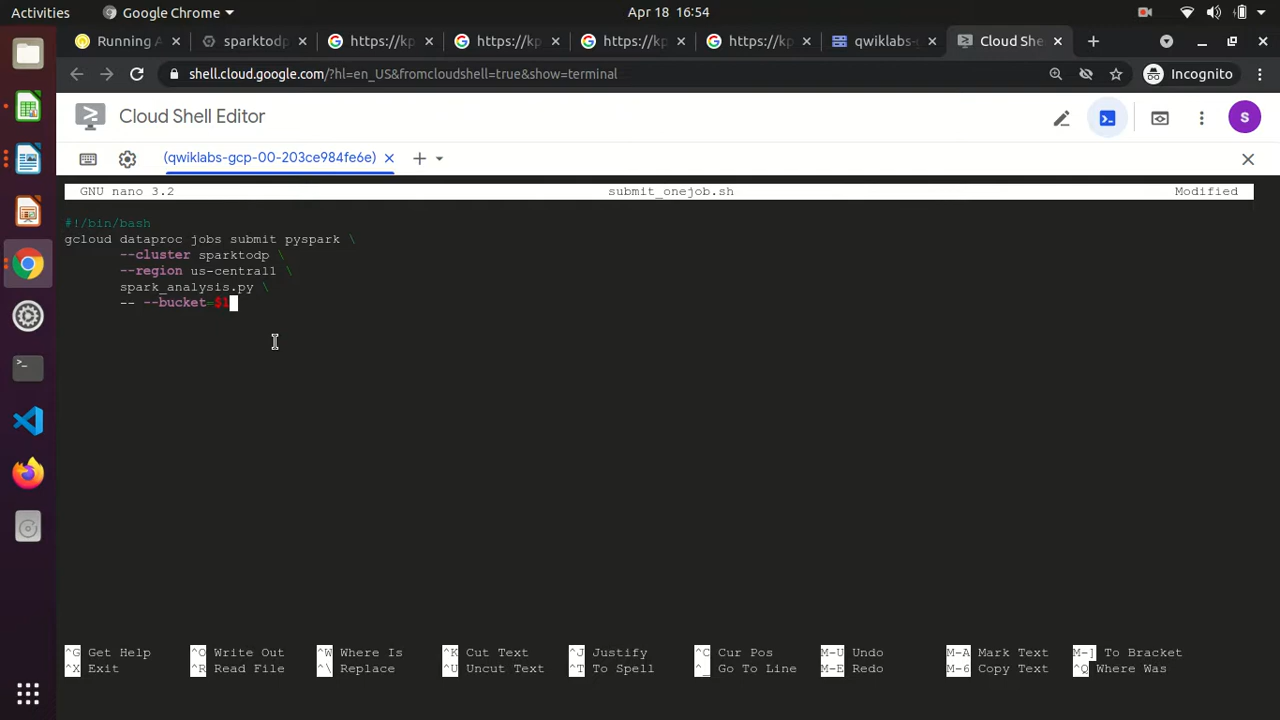 Activities Google Chrome Apr 18 16:54
Running A sparktodp https://kp https://kp https://kp https://kp qwiklabs- Cloud She
shell.cloud.google.com/?hl=en_US&fromcloudshell=true&show=terminal Incognito
Cloud Shell Editor S
(qwiklabs-gcp-00-203ce984fe6e)
GNU nano 3.2 submit_onejob.sh Modified
#!/bin/bash
gcloud dataproc jobs submit pyspark \
--cluster sparktodp \
--region us-central1 \
spark_analysis.py \
-- --bucket=$1
^G Get Help ^O Write Out ^W Where Is ^K Cut Text ^J Justify ^C Cur Pos M-U Undo M-A Mark Text M-] To Bracket
^X Exit ^R Read File ^\ Replace ^U Uncut Text ^T To Spell ^_ Go To Line M-E Redo M-6 Copy Text ^Q Where Was